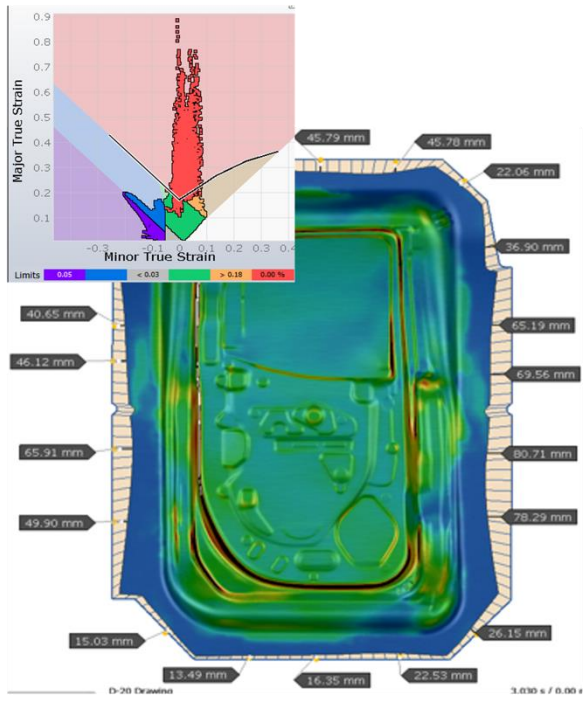 0.9
0.8
0.7
0.6
0.5
0.4
0.3
0.2
0.1
Major True Strain
-0.3
-0.1
0
0.1
0.2
0.3
0.4
Minor True Strain
Limits 0.05 < 0.03 > 0.18 0.00 %
45.79 mm
45.78 mm
22.06 mm
36.90 mm
40.65 mm
65.19 mm
46.12 mm
69.56 mm
65.91 mm
80.71 mm
49.90 mm
78.29 mm
15.03 mm
26.15 mm
13.49 mm
16.35 mm
22.53 mm
D-20 Drawing
3.030 s / 0.00